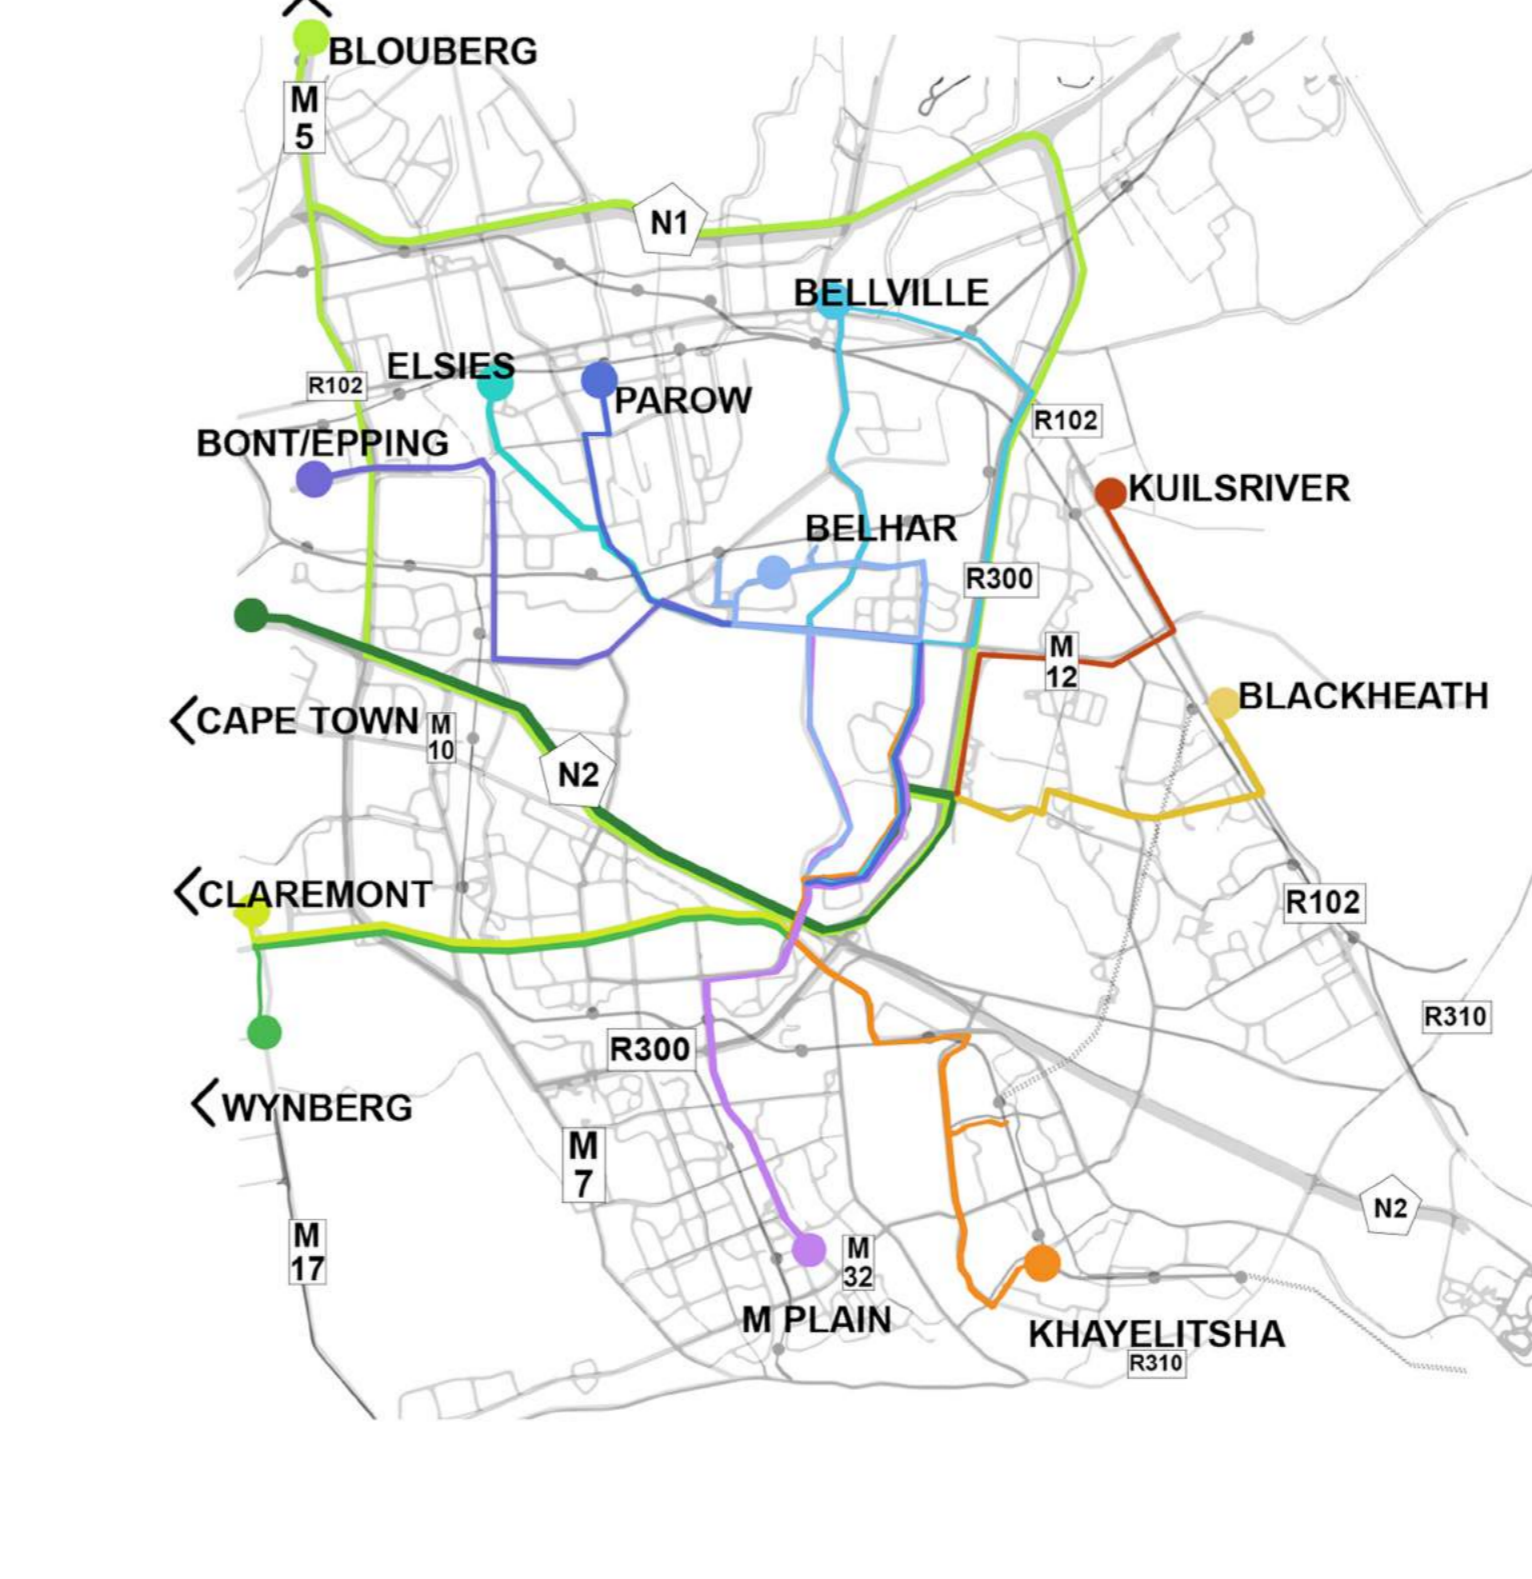 BLOUBERG
M
5
N1
BELLVILLE
ELSIES
R102
PAROW
R102
BONT/EPPING
KUILSRIVER
BELHAR
R300
M
12
BLACKHEATH
CAPE TOWN
M
10
N2
CLAREMONT
R102
R310
R300
WYNBERG
M
7
N2
M
17
M
32
M PLAIN
KHAYELITSHA
R310